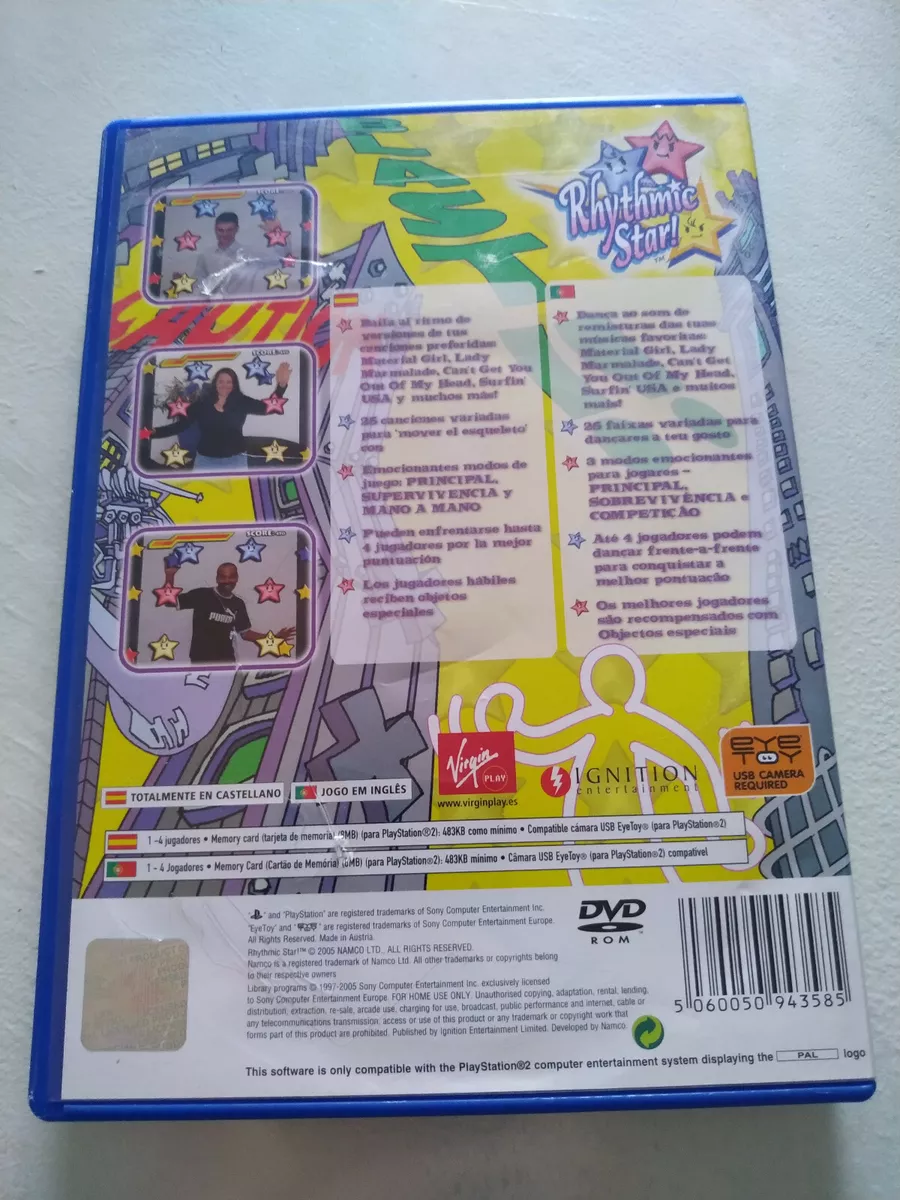 BLAST
CAUTI
SCORE
SCORE
SCORE
PUMA
Rhythmic
Star!™
Baila al ritmo de
versiones de tus
canciones preferidas:
Material Girl, Lady
Marmalade, Can't Get You
Out Of My Head, Surfin'
USA y muchos más!
25 canciones variadas
para 'mover el esqueleto'
con
Emocionantes modos de
juego: PRINCIPAL,
SUPERVIVENCIA y
MANO A MANO
Pueden enfrentarse hasta
4 jugadores por la mejor
puntuación
Los jugadores hábiles
reciben objetos
especiales
Dança ao som de
remisturas das tuas
músicas favoritas:
Material Girl, Lady
Marmalade, Can't Get
You Out Of My Head,
Surfin' USA e muitos
mais!
25 faixas variadas para
dançares a teu gosto
3 modos emocionantes
para jogares –
PRINCIPAL,
SOBREVIVÊNCIA e
COMPETIÇÃO
Até 4 jogadores podem
dançar frente-a-frente
para conquistar a
melhor pontuação
Os melhores jogadores
são recompensados com
Objectos especiais
TOTALMENTE EN CASTELLANO
JOGO EM INGLÊS
Virgin
PLAY
www.virginplay.es
IGNITION
entertainment
EYE
TOY
USB CAMERA
REQUIRED
1 -4 jugadores • Memory card (tarjeta de memoria) (8MB) (para PlayStation®2): 483KB como mínimo • Compatible cámara USB EyeToy® (para PlayStation®2)
1 - 4 Jogadores • Memory Card (Cartão de Memória) (8MB) (para PlayStation®2): 483KB mínimo • Câmara USB EyeToy® (para PlayStation®2) compatível
" " and "PlayStation" are registered trademarks of Sony Computer Entertainment Inc.
"EyeToy" and " " are registered trademarks of Sony Computer Entertainment Europe.
All Rights Reserved. Made in Austria.
Rhythmic Star!™ © 2005 NAMCO LTD., ALL RIGHTS RESERVED.
Namco is a registered trademark of Namco Ltd. All other trademarks or copyrights belong
to their respective owners
Library programs © 1997-2005 Sony Computer Entertainment Inc. exclusively licensed
to Sony Computer Entertainment Europe. FOR HOME USE ONLY. Unauthorised copying, adaptation, rental, lending,
distribution, extraction, re-sale, arcade use, charging for use, broadcast, public performance and internet, cable or
any telecommunications transmission, access or use of this product or any trademark or copyright work that
forms part of this product are prohibited. Published by Ignition Entertainment Limited. Developed by Namco.
DVD
ROM
5 060050 943585
This software is only compatible with the PlayStation®2 computer entertainment system displaying the PAL logo